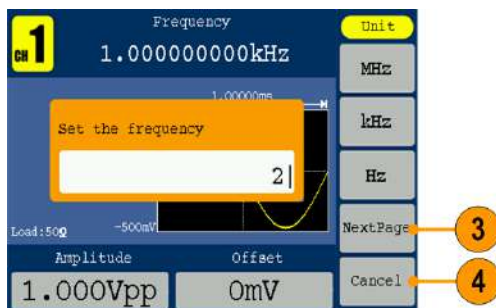 Frequency
CH 1
1.000000000kHz
1.00000ms
Set the frequency
2
-500mV
Load:50Ω
Amplitude
Offset
1.000Vpp
0mV
Unit
MHz
kHz
Hz
NextPage
3
Cancel
4